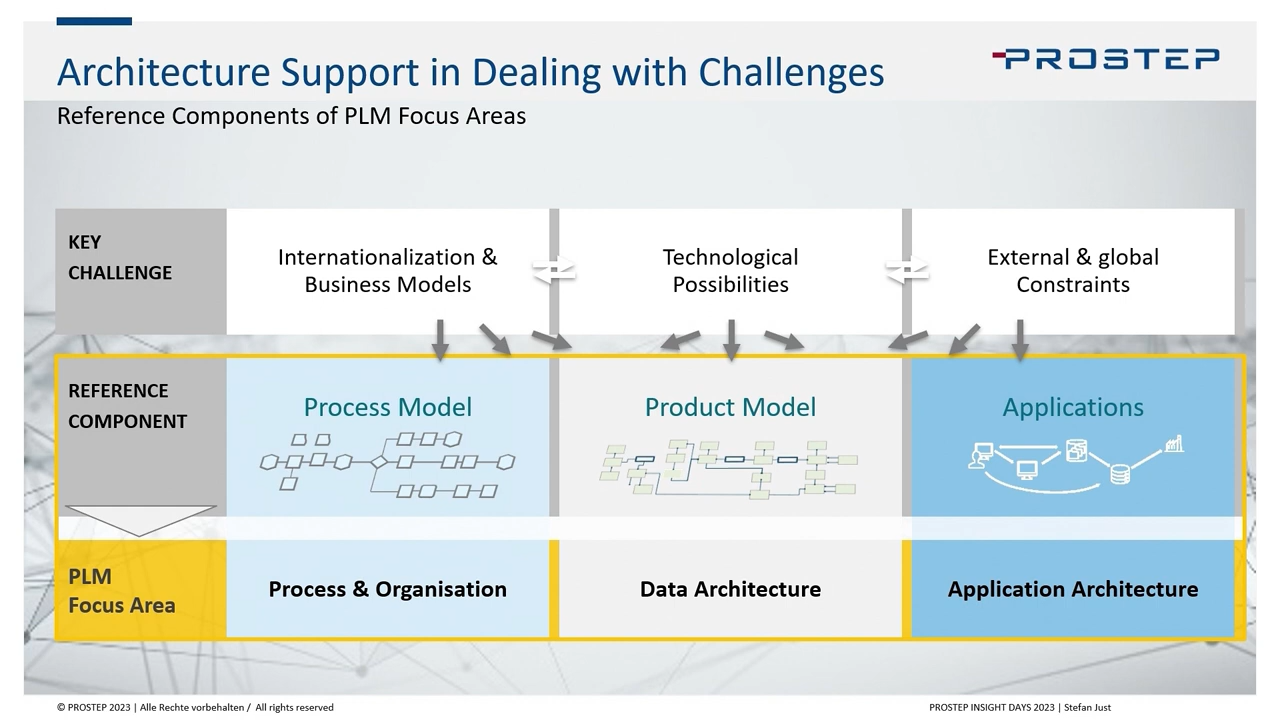 Architecture Support in Dealing with Challenges
PROSTEP
Reference Components of PLM Focus Areas
KEY
CHALLENGE
Internationalization &
Business Models
Technological
Possibilities
External & global
Constraints
REFERENCE
COMPONENT
Process Model
Product Model
Applications
PLM
Focus Area
Process & Organisation
Data Architecture
Application Architecture
© PROSTEP 2023 | Alle Rechte vorbehalten / All rights reserved
PROSTEP INSIGHT DAYS 2023 | Stefan Just